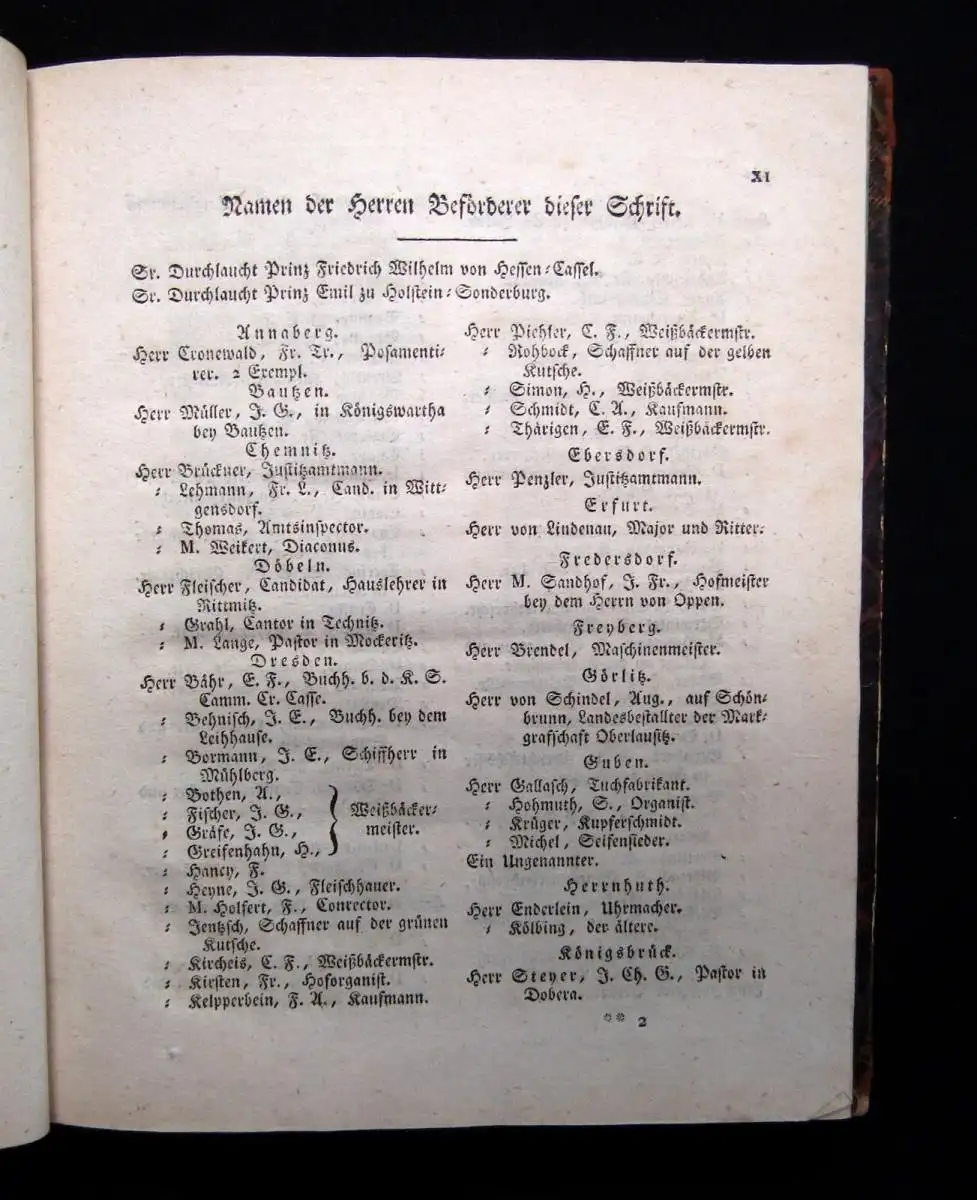 XI
Namen der Herren Beförderer dieser Schrift.
Sr. Durchlaucht Prinz Friedrich Wilhelm von Hessen-Cassel.
Sr. Durchlaucht Prinz Emil zu Holstein-Sonderburg.
Annaberg.
Herr Cronewald, Fr. Tr., Posamenti-
rer. 2 Exempl.
Bautzen.
Herr Müller, J. G., in Königswartha
bey Bautzen.
Chemnitz.
Herr Brückner, Justitzamtmann.
- Lehmann, Fr. L., Cand. in Witt-
gensdorf.
- Thomas, Amtsinspector.
- M. Weikert, Diaconus.
Döbeln.
Herr Fleischer, Candidat, Hauslehrer in
Rittmitz.
- Grahl, Cantor in Technitz.
- M. Lange, Pastor in Mockeritz.
Dresden.
Herr Bähr, E. F., Buchh. b. d. K. S.
Camm. Cr. Casse.
- Behnisch, J. E., Buchh. bey dem
Leihhause.
- Bormann, J. E., Schiffherr in
Mühlberg.
- Bothen, A.,
- Fischer, J. G.,
- Gräfe, J. G.,
- Greifenhahn, H.,
Weißbäcker-
meister.
- Hancy, F.
- Heyne, J. G., Fleischhauer.
- M. Holfert, F., Conrector.
- Jentzsch, Schaffner auf der grünen
Kutsche.
- Kircheis, C. F., Weißbäckermstr.
- Kirsten, Fr., Hoforganist.
- Kelpperbein, F. A., Kaufmann.
Herr Piehler, C. F., Weißbäckermstr.
- Rohbock, Schaffner auf der gelben
Kutsche.
- Simon, H., Weißbäckermstr.
- Schmidt, C. A., Kaufmann.
- Thärigen, E. F., Weißbäckermstr.
Ebersdorf.
Herr Penzler, Justitzamtmann.
Erfurt.
Herr von Lindenau, Major und Ritter.
Fredersdorf.
Herr M. Sandhof, J. Fr., Hofmeister
bey dem Herrn von Oppen.
Freyberg.
Herr Brendel, Maschinenmeister.
Görlitz.
Herr von Schindel, Aug., auf Schön-
brunn, Landesbestallter der Mark-
grafschaft Oberlausitz.
Guben.
Herr Gallasch, Tuchfabrikant.
- Hohmuth, S., Organist.
- Krüger, Kupferschmidt.
- Michel, Seifensieder.
Ein Ungenannter.
Herrnhuth.
Herr Enderlein, Uhrmacher.
- Kölbing, der ältere.
Königsbrück.
Herr Steyer, J. Ch. G., Pastor in
Dobera.
** 2